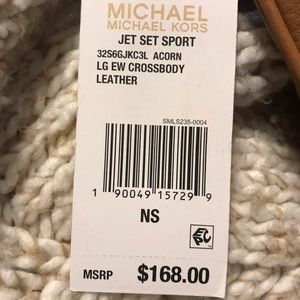 MICHAEL
MICHAEL KORS
JET SET SPORT
32S6GJKC3L ACORN
LG EW CROSSBODY
LEATHER
SMLS235-0004
1 90049 15729 9
NS
MSRP $168.00